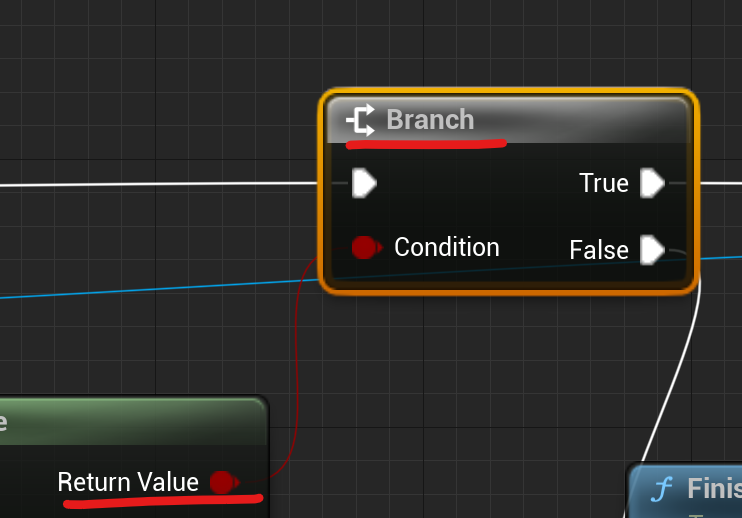 Branch
True
Condition
False
Return Value